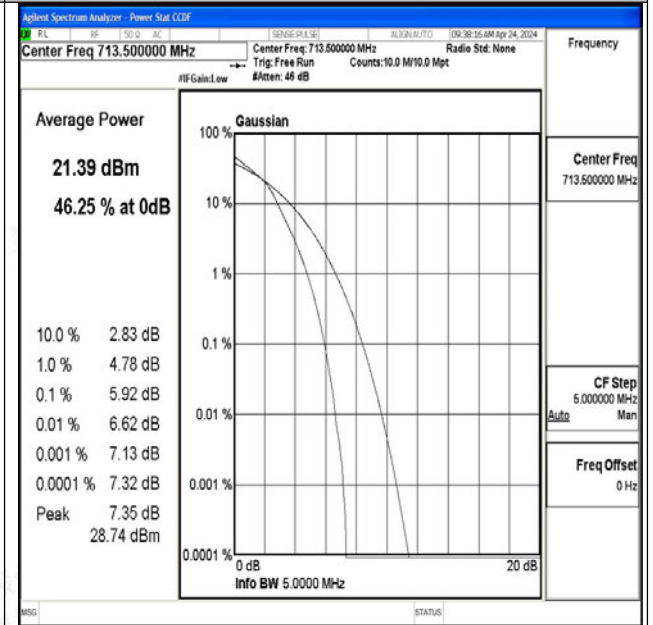 Agilent Spectrum Analyzer - Power Stat CCDF
RL RF 50 Ω AC SENSE:PULSE ALIGN AUTO 09:38:16 AM Apr 24, 2024
Center Freq 713.500000 MHz
Center Freq: 713.500000 MHz Radio Std: None
Trig: Free Run Counts:10.0 M/10.0 Mpt
#IFGain:Low #Atten: 46 dB
Frequency
Average Power
21.39 dBm
46.25 % at 0dB
10.0 % 2.83 dB
1.0 % 4.78 dB
0.1 % 5.92 dB
0.01 % 6.62 dB
0.001 % 7.13 dB
0.0001 % 7.32 dB
Peak 7.35 dB
28.74 dBm
Gaussian
100 %
10 %
1 %
0.1 %
0.01 %
0.001 %
0.0001 %
0 dB 20 dB
Info BW 5.0000 MHz
Center Freq
713.500000 MHz
CF Step
5.000000 MHz
Auto Man
Freq Offset
0 Hz
MSG STATUS